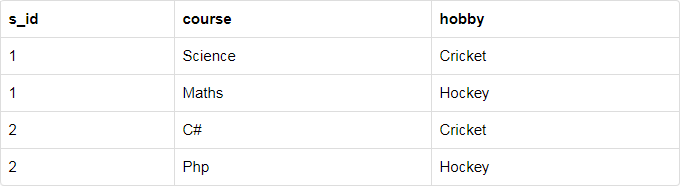 s_id course hobby
1 Science Cricket
1 Maths Hockey
2 C# Cricket
2 Php Hockey